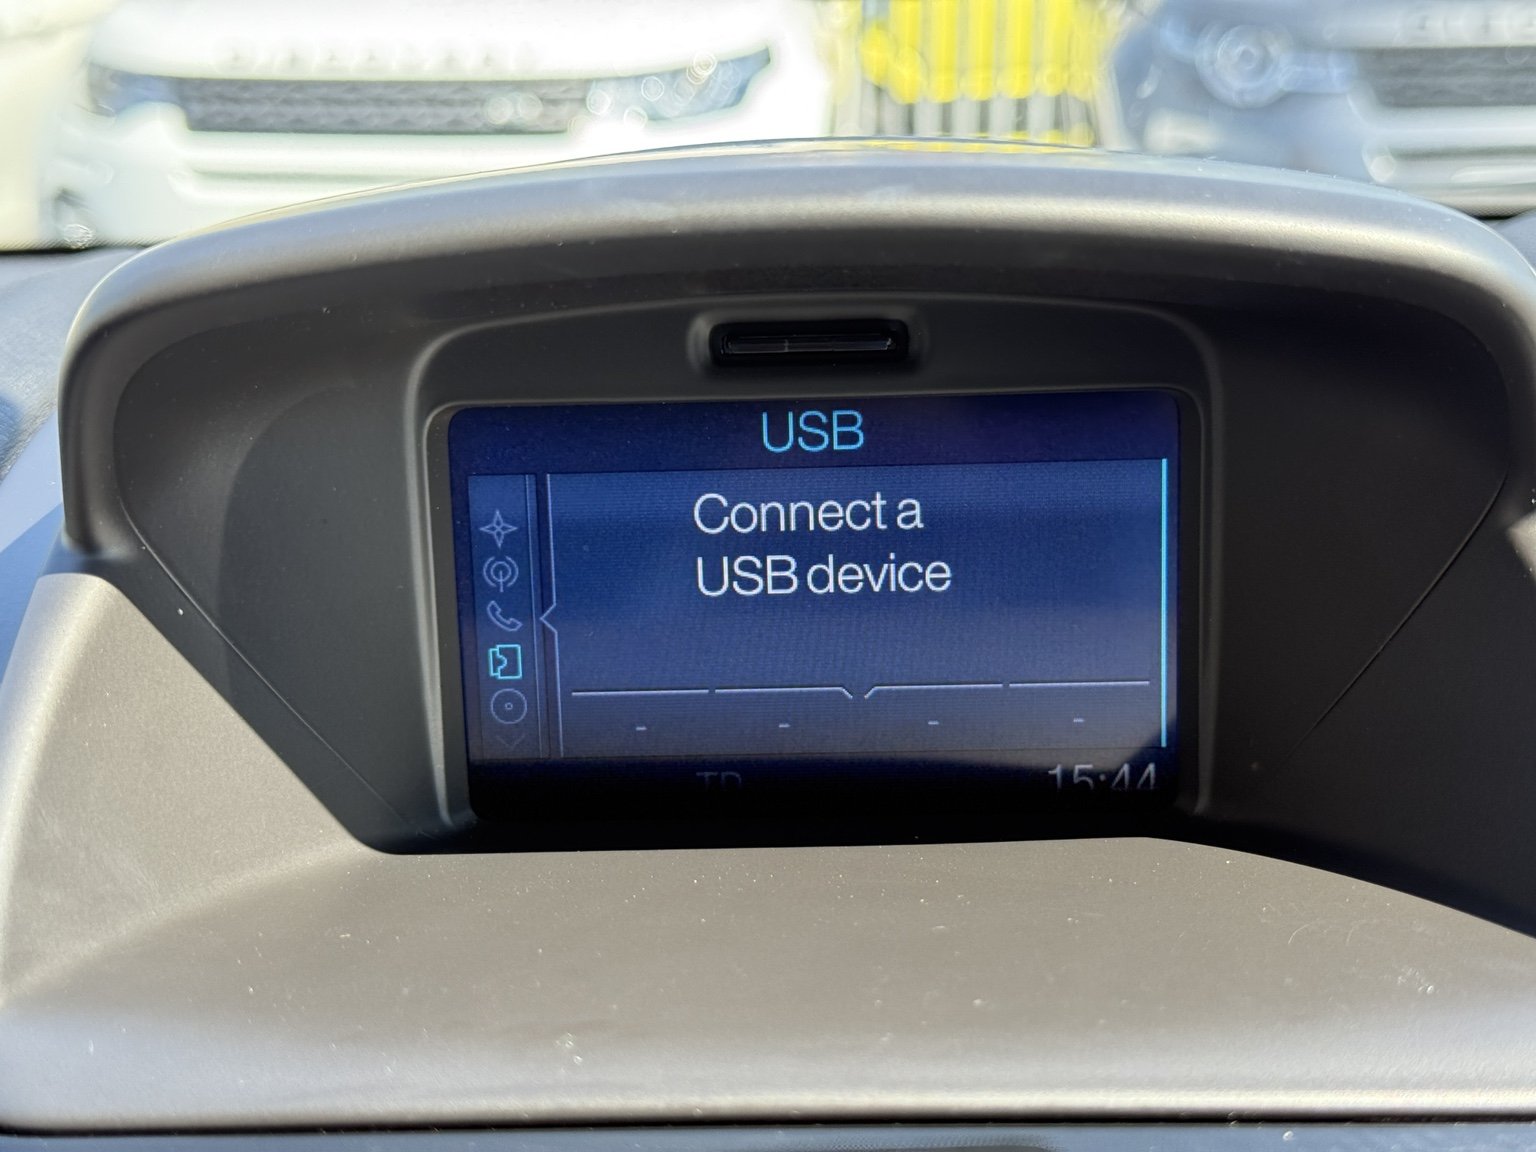 USB
Connect a
USB device
- - - -
15:44